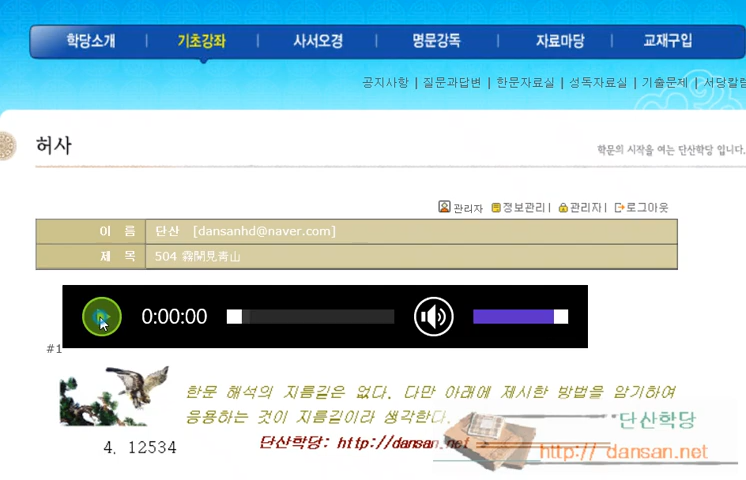 학당소개 | 기초강좌 | 사서오경 | 명문강독 | 자료마당 | 교재구입
공지사항 | 질문과답변 | 한문자료실 | 성독자료실 | 기출문제 | 서당칼럼
허사
학문의 시작을 여는 단산학당 입니다.
관리자 정보관리 | 관리자 | 로그아웃
이 름 단산 [dansanhd@naver.com]
제 목 504 霧開見靑山
0:00:00
#1
한문 해석의 지름길은 없다. 다만 아래에 제시한 방법을 암기하여
응용하는 것이 지름길이라 생각한다.
단산학당: http://dansan.net
단산학당
http:// dansan.net
4. 12534